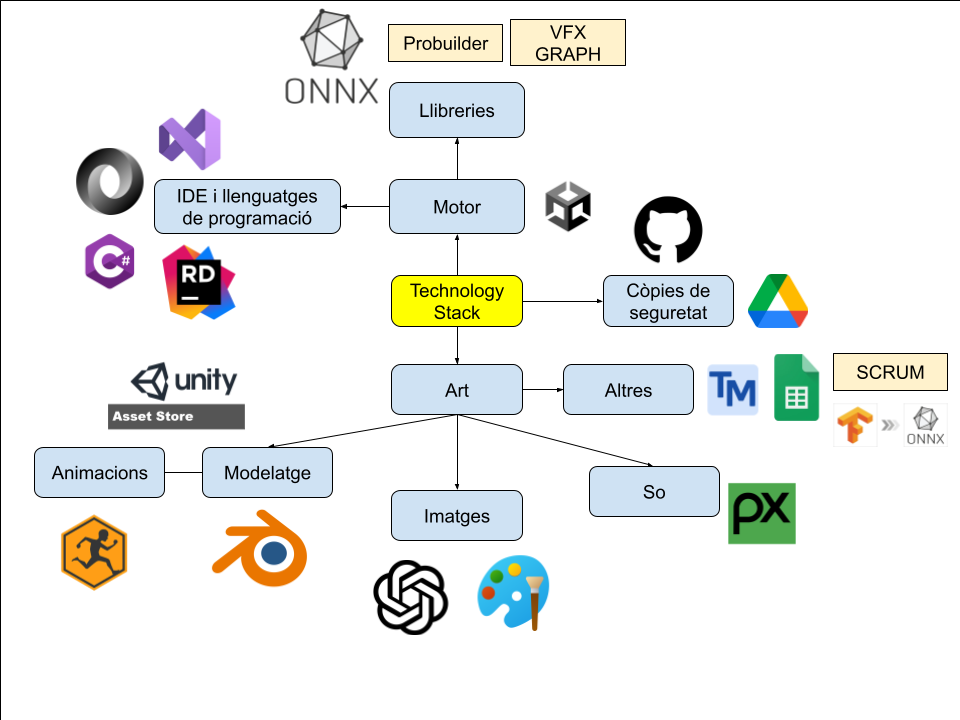 ONNX
Probuilder
VFX
GRAPH
Llibreries
IDE i llenguatges
de programació
Motor
C#
RD
Technology
Stack
Còpies de
seguretat
unity
Asset Store
Art
Altres
TM
SCRUM
ONNX
Animacions
Modelatge
Imatges
So
px